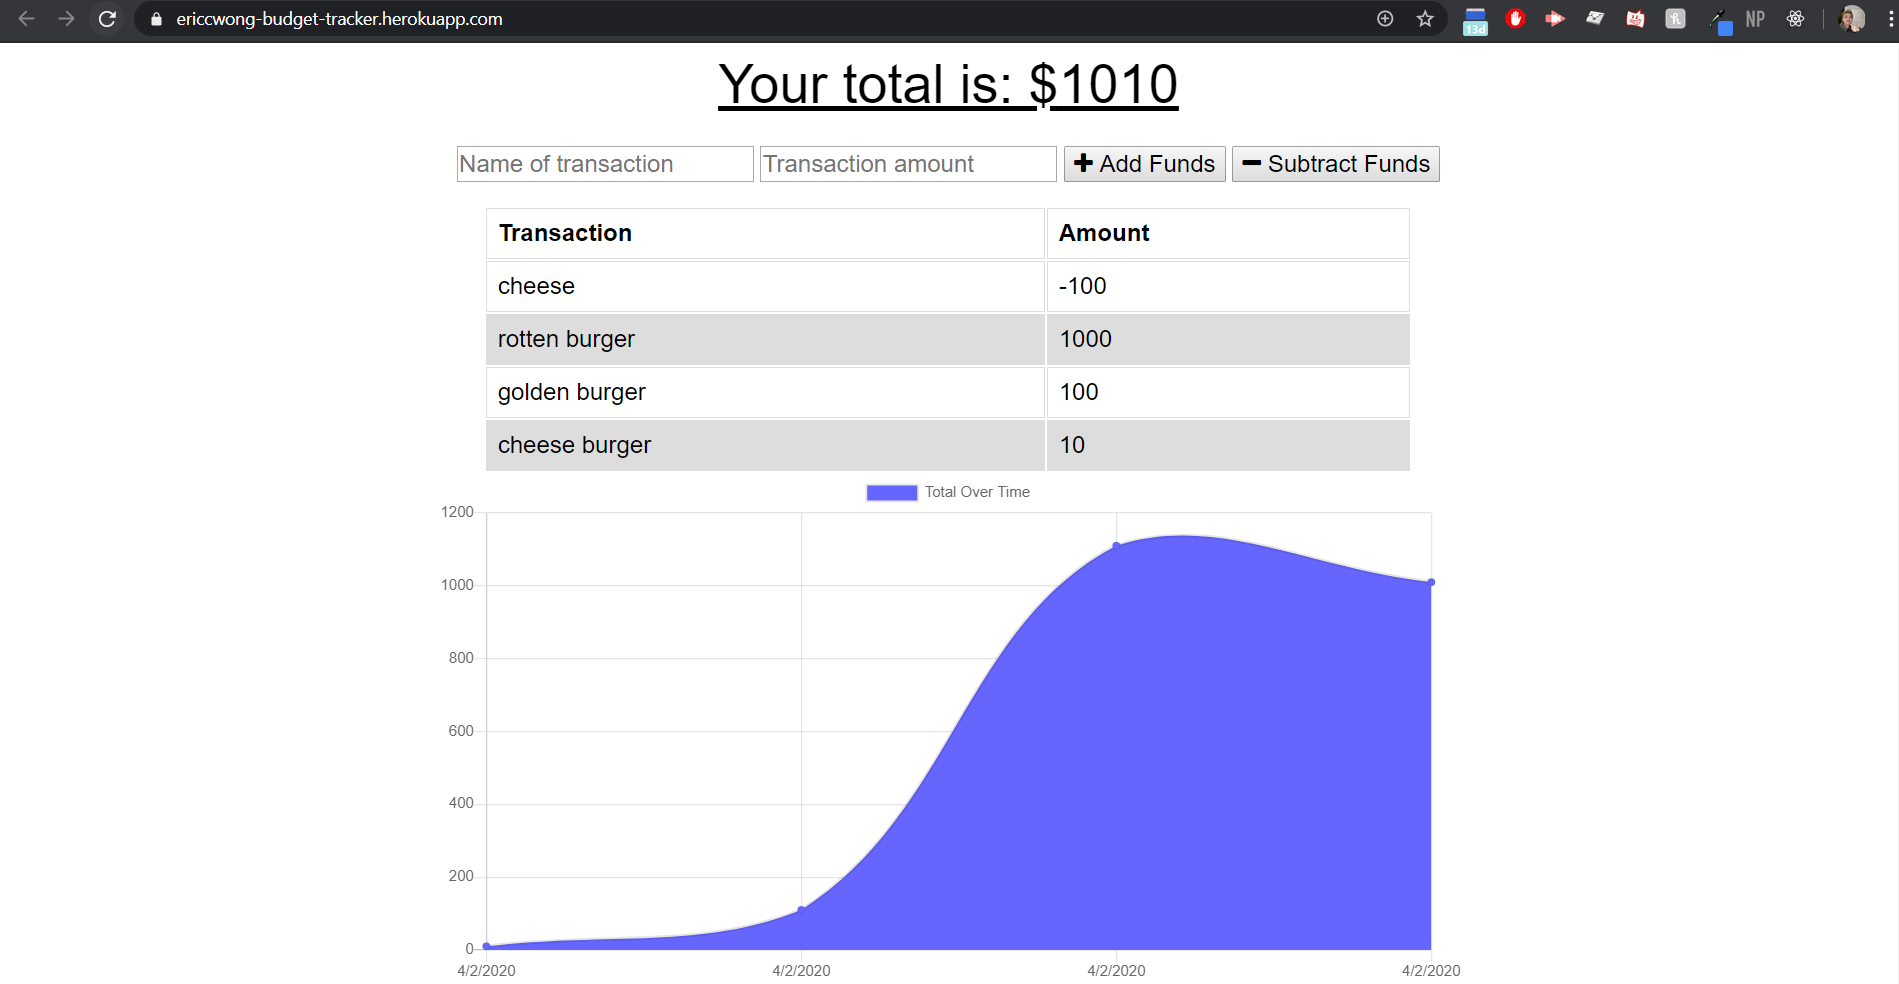 ericcwong-budget-tracker.herokuapp.com
13d
NP
Your total is: $1010
Name of transaction Transaction amount Add Funds Subtract Funds
Transaction Amount
cheese -100
rotten burger 1000
golden burger 100
cheese burger 10
Total Over Time
1200
1000
800
600
400
200
0
4/2/2020 4/2/2020 4/2/2020 4/2/2020